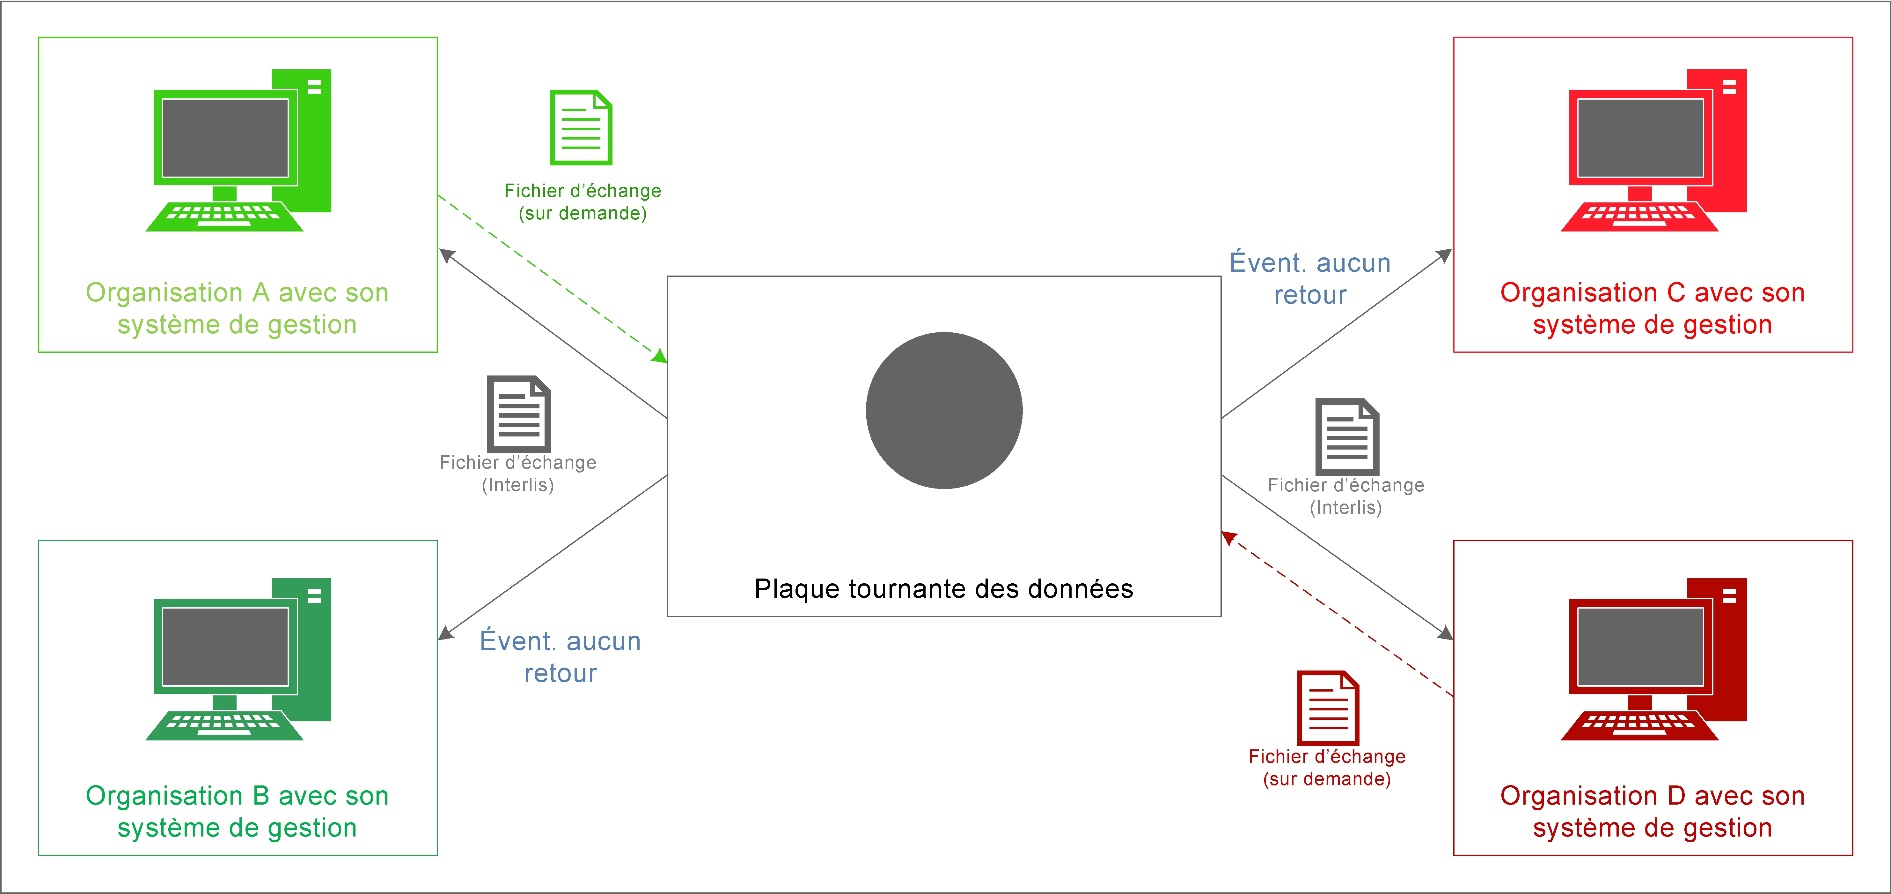 Fichier d’échange
(sur demande)
Organisation A avec son
système de gestion
Évent. aucun
retour
Organisation C avec son
système de gestion
Fichier d’échange
(Interlis)
Fichier d’échange
(Interlis)
Plaque tournante des données
Évent. aucun
retour
Fichier d’échange
(sur demande)
Organisation B avec son
système de gestion
Organisation D avec son
système de gestion